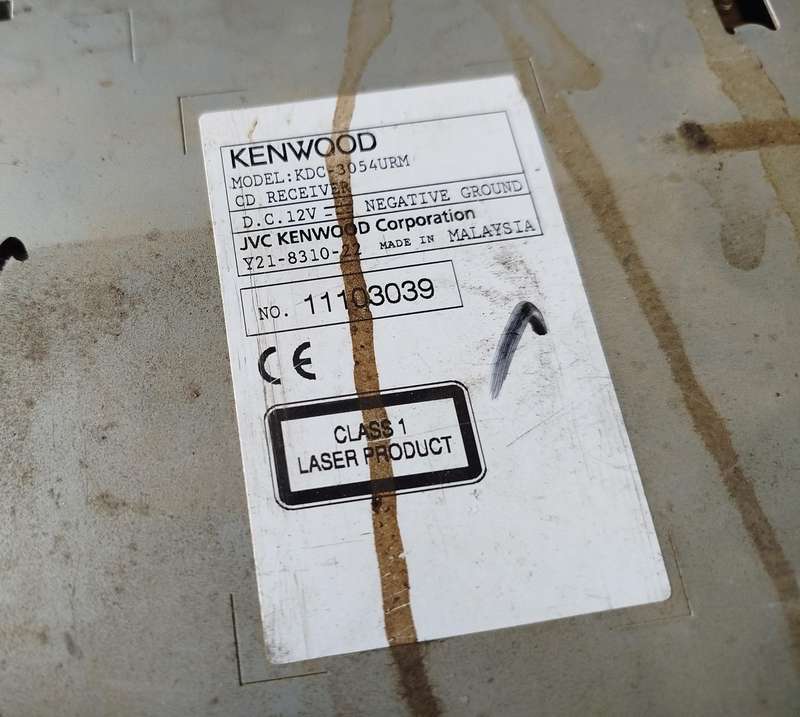 KENWOOD
MODEL:KDC-3054URM
CD RECEIVER
D.C.12V ⎓ NEGATIVE GROUND
JVC KENWOOD Corporation
Y21-8310-22 MADE IN MALAYSIA
NO. 11103039
CE
CLASS 1
LASER PRODUCT